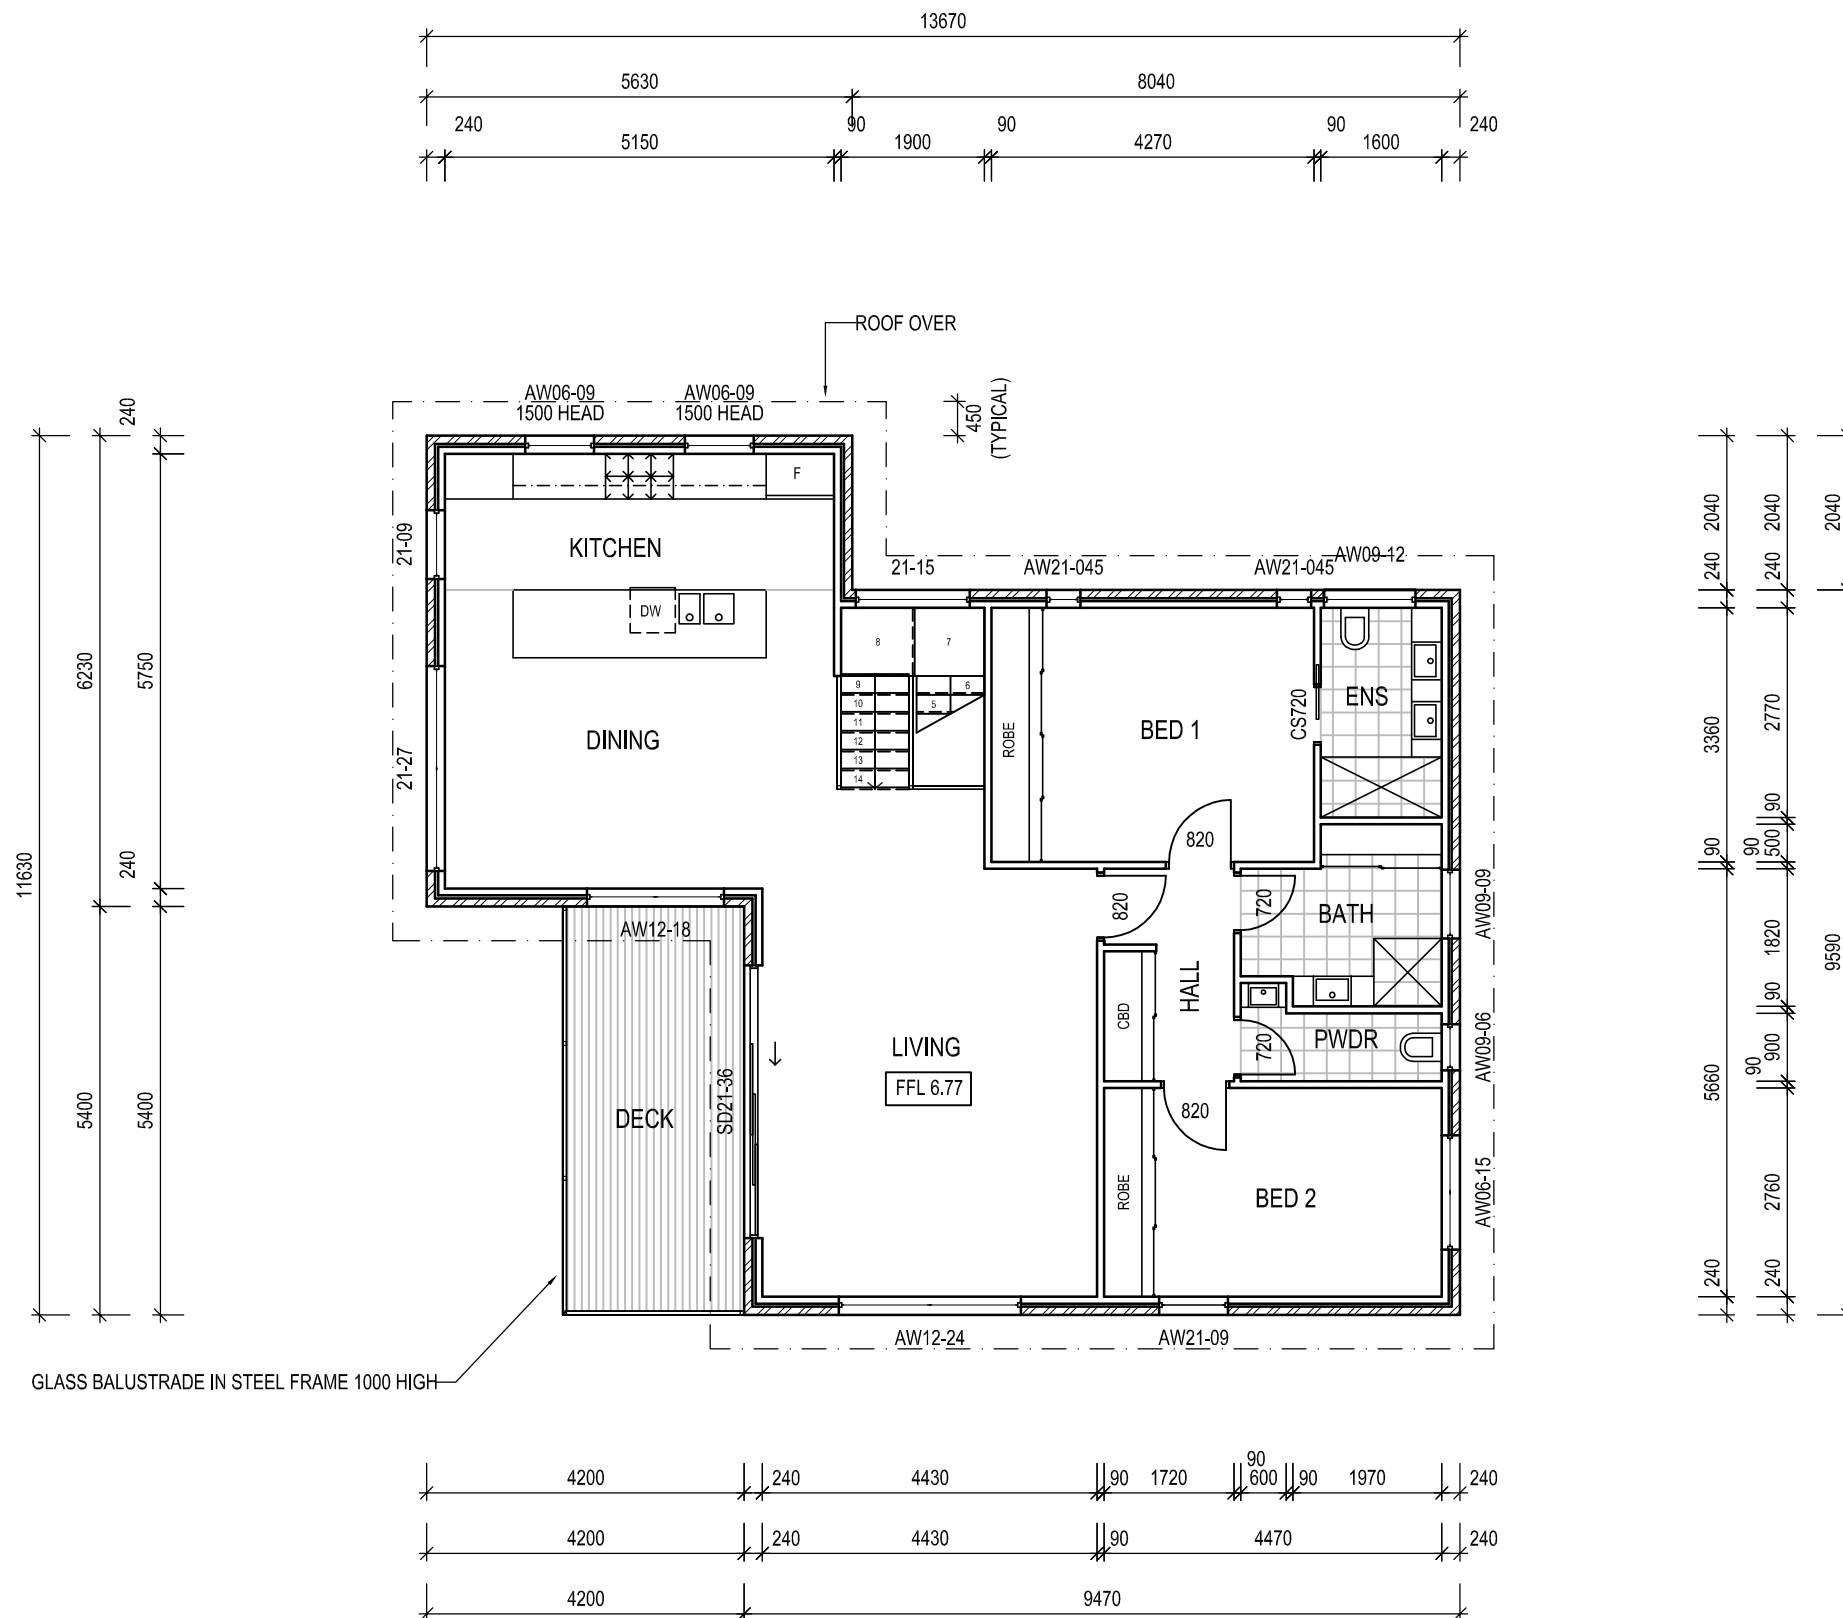 13670
5630 8040
240 90 90 90 240
5150 1900 4270 1600
ROOF OVER
AW06-09 AW06-09
1500 HEAD 1500 HEAD
450
(TYPICAL)
240
F
KITCHEN
21-09
DW
21-15 AW21-045 AW21-045 AW09-12
2040 2040 2040
240 240
8 7
9 6
10 5
11
12
13
14
ROBE
BED 1
CS720
ENS
DINING
21-27
6230 5750
11630
240
3360 2770
90
90 90 500
820
820
720
BATH
AW09-09
AW12-18
HALL
CBD
1820
9590
90
LIVING
FFL 6.77
720
PWDR
AW09-06
900
90
5660
5400 5400
DECK
SD21-36
820
ROBE
BED 2
AW06-15
2760
240 240
AW12-24 AW21-09
GLASS BALUSTRADE IN STEEL FRAME 1000 HIGH
90
4200 240 4430 90 1720 600 90 1970 240
4200 240 4430 90 4470 240
4200 9470